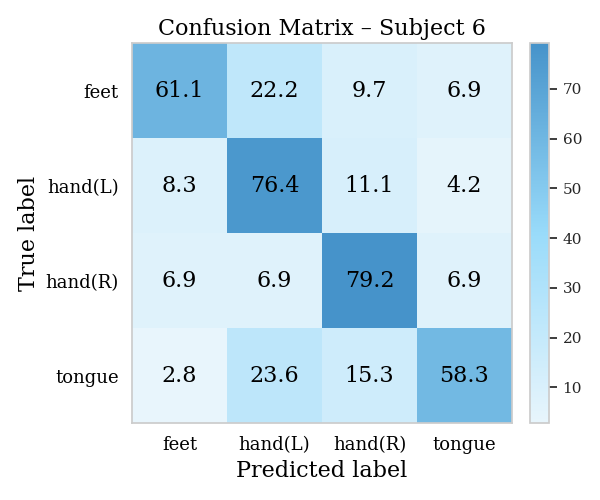 Confusion Matrix – Subject 6
True label
feet 61.1 22.2 9.7 6.9
hand(L) 8.3 76.4 11.1 4.2
hand(R) 6.9 6.9 79.2 6.9
tongue 2.8 23.6 15.3 58.3
feet hand(L) hand(R) tongue
Predicted label
70
60
50
40
30
20
10